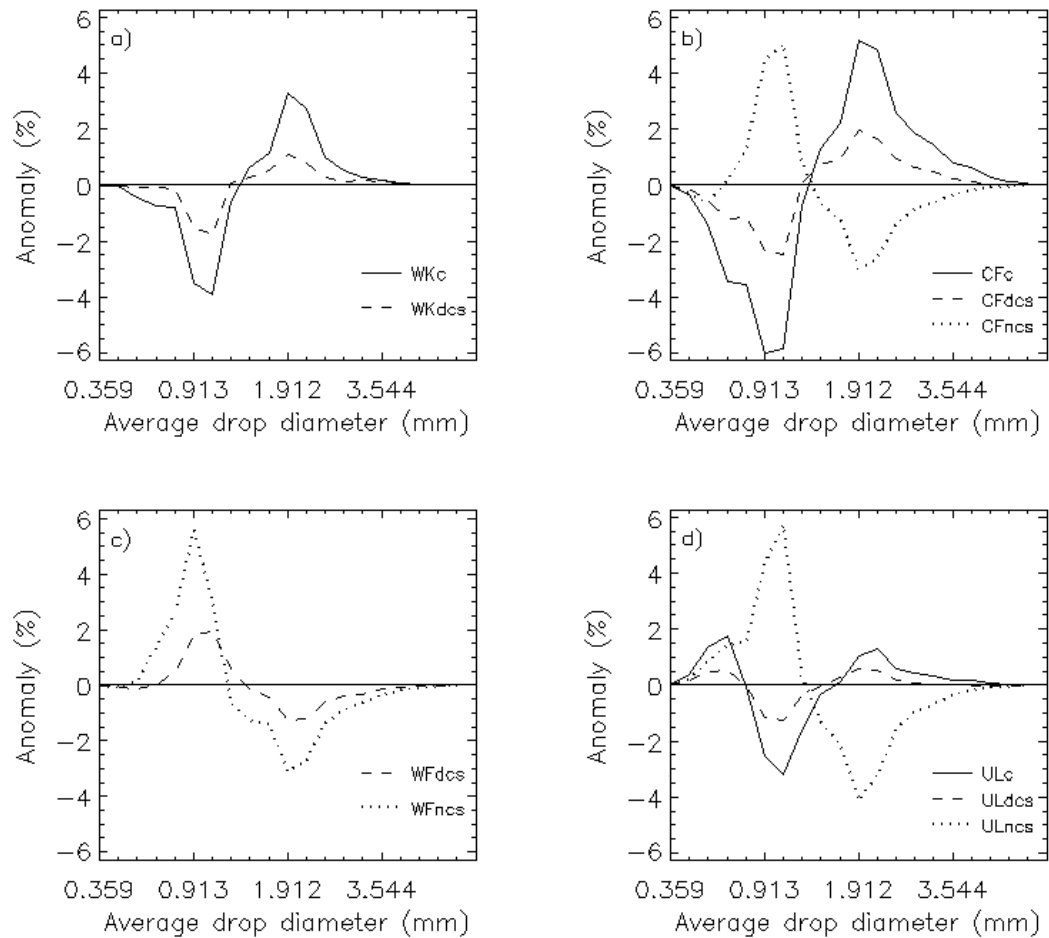 a)
Anomaly (%)
6
4
2
0
−2
−4
−6
WKc
WKdcs
0.359 0.913 1.912 3.544
Average drop diameter (mm)
b)
Anomaly (%)
6
4
2
0
−2
−4
−6
CFc
CFdcs
CFncs
0.359 0.913 1.912 3.544
Average drop diameter (mm)
c)
Anomaly (%)
6
4
2
0
−2
−4
−6
WFdcs
WFncs
0.359 0.913 1.912 3.544
Average drop diameter (mm)
d)
Anomaly (%)
6
4
2
0
−2
−4
−6
ULc
ULdcs
ULncs
0.359 0.913 1.912 3.544
Average drop diameter (mm)